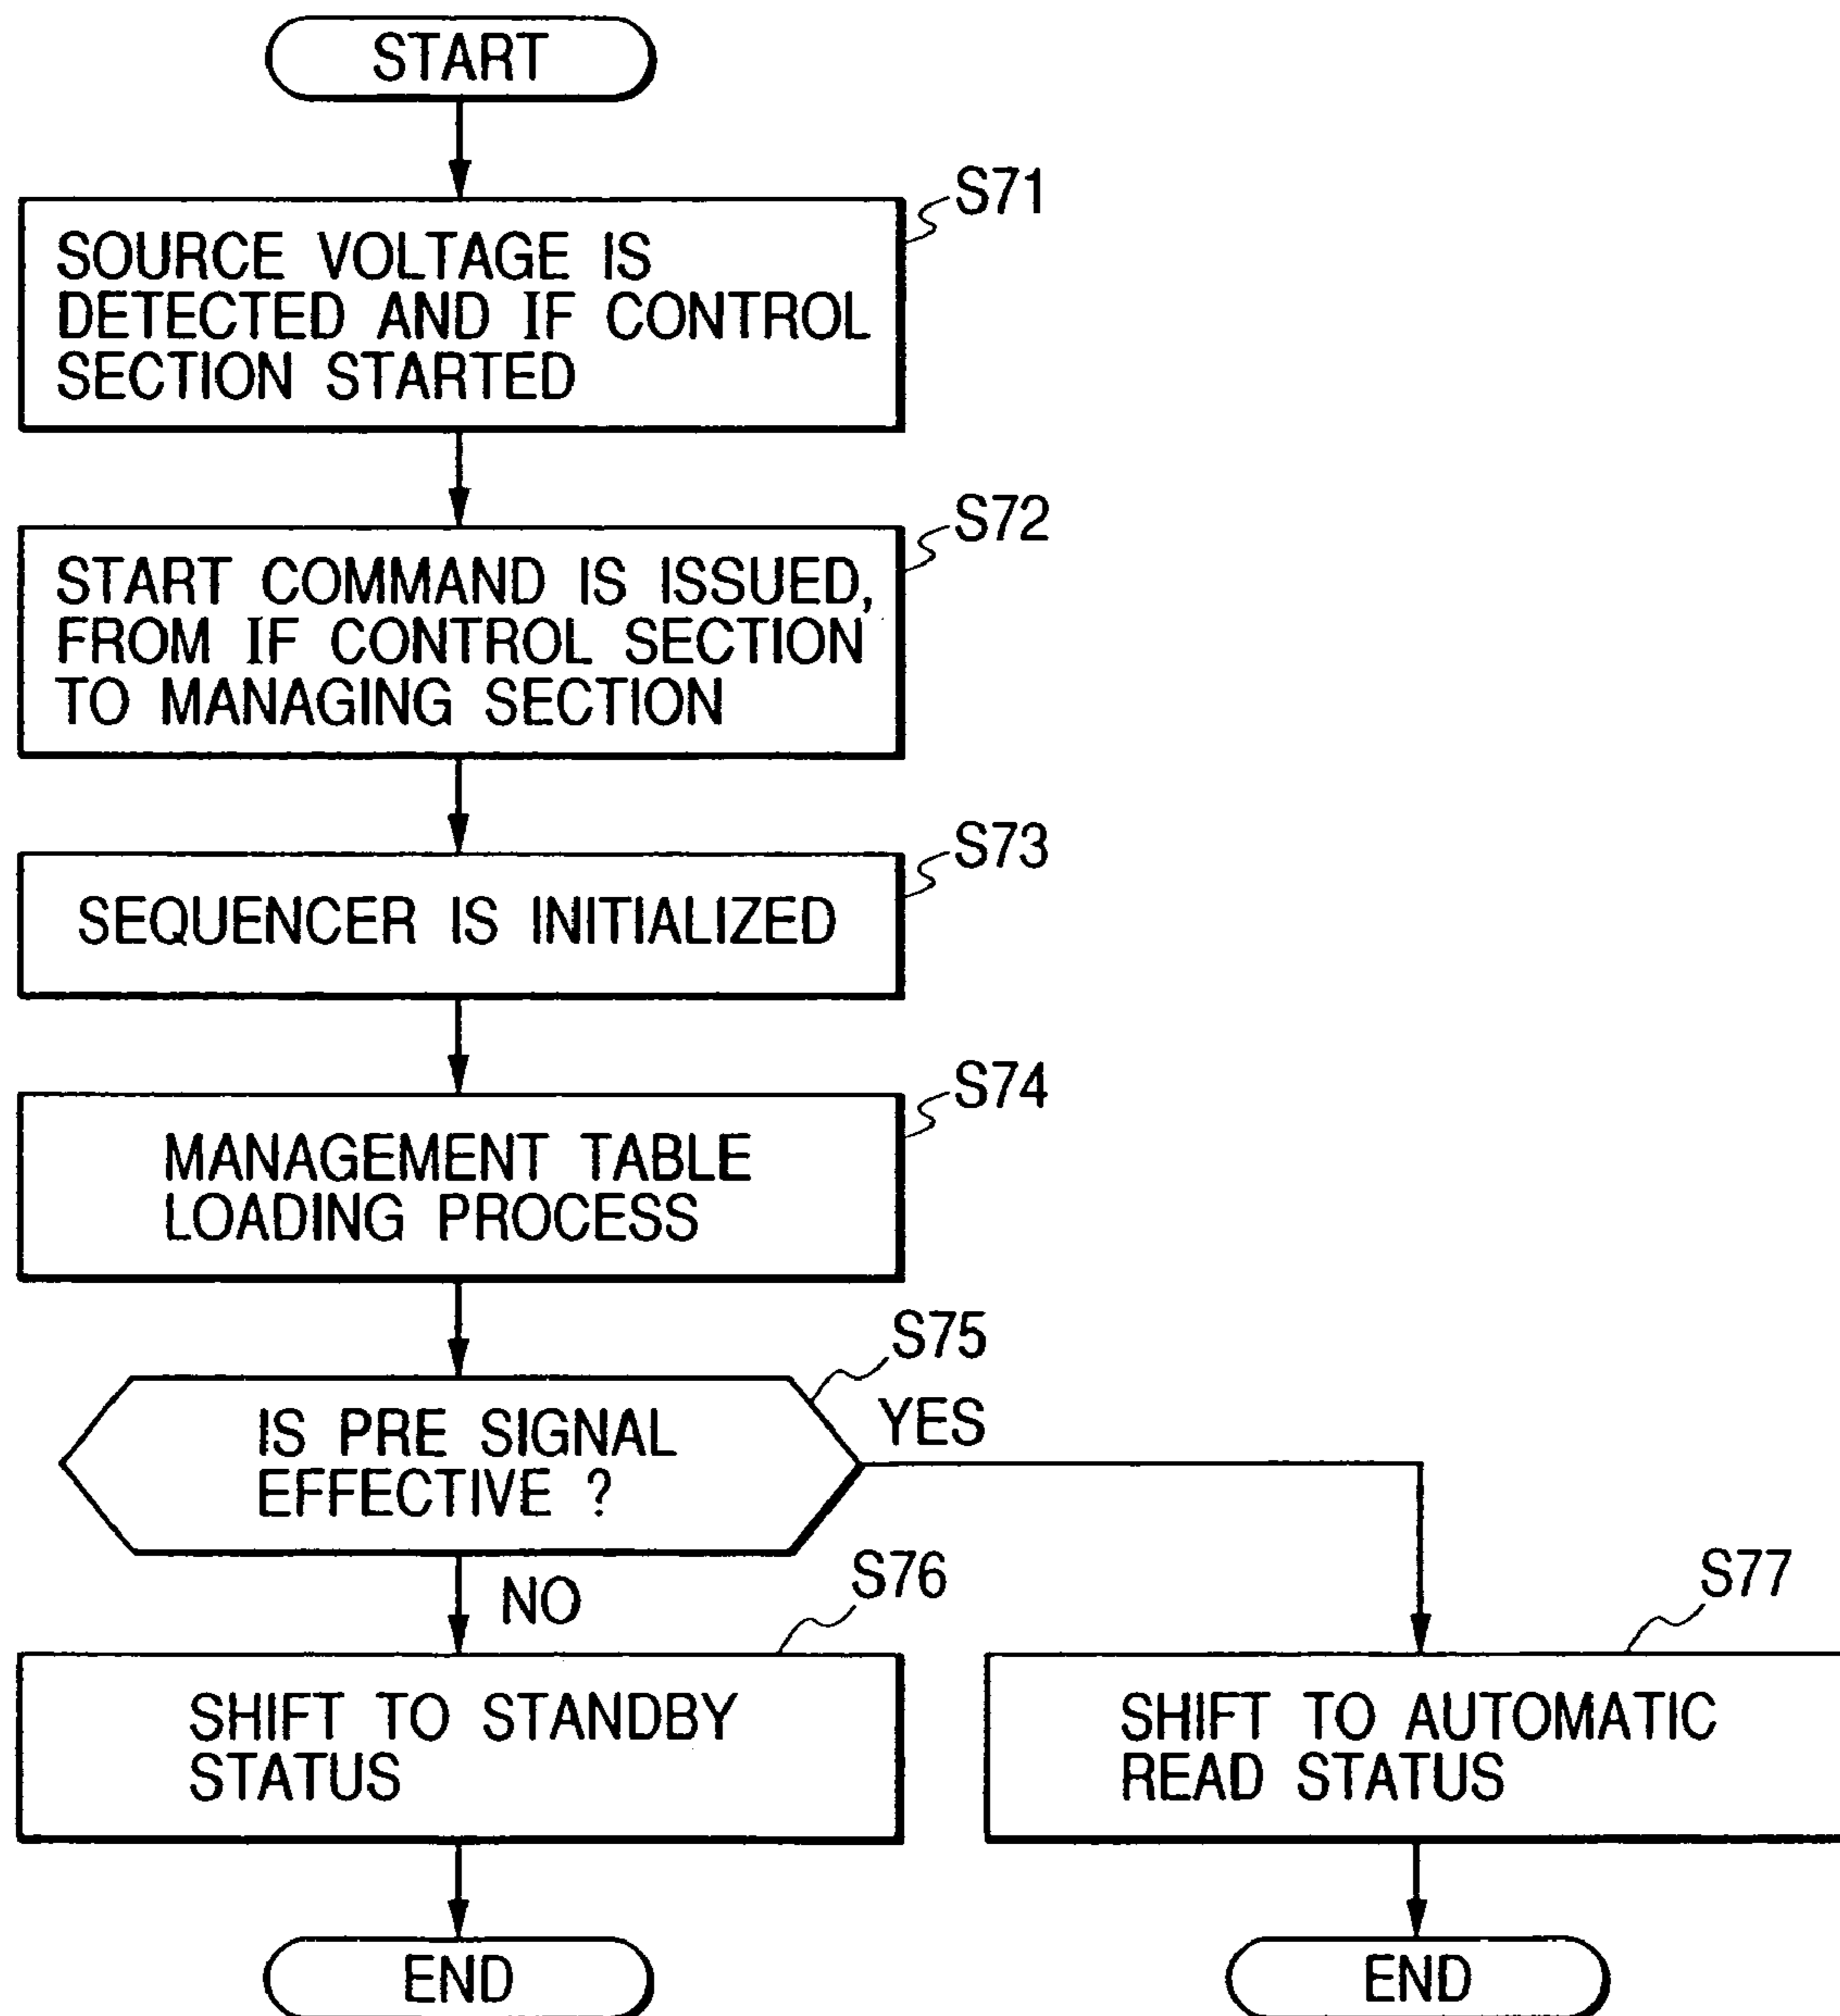 START
S71
SOURCE VOLTAGE IS
DETECTED AND IF CONTROL
SECTION STARTED
S72
START COMMAND IS ISSUED,
FROM IF CONTROL SECTION
TO MANAGING SECTION
S73
SEQUENCER IS INITIALIZED
S74
MANAGEMENT TABLE
LOADING PROCESS
S75
IS PRE SIGNAL
EFFECTIVE ?
YES
NO
S76
SHIFT TO STANDBY
STATUS
S77
SHIFT TO AUTOMATIC
READ STATUS
END
END